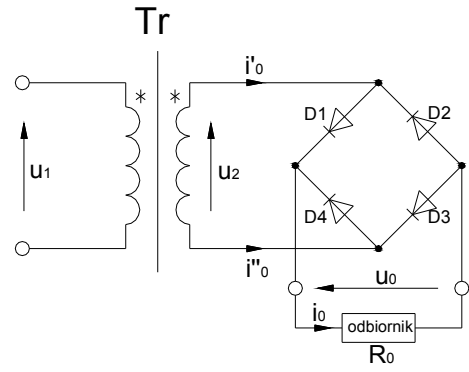 Tr
i'0
* *
D1
D2
u1
u2
D4
D3
i"0
u0
i0
odbiornik
R0